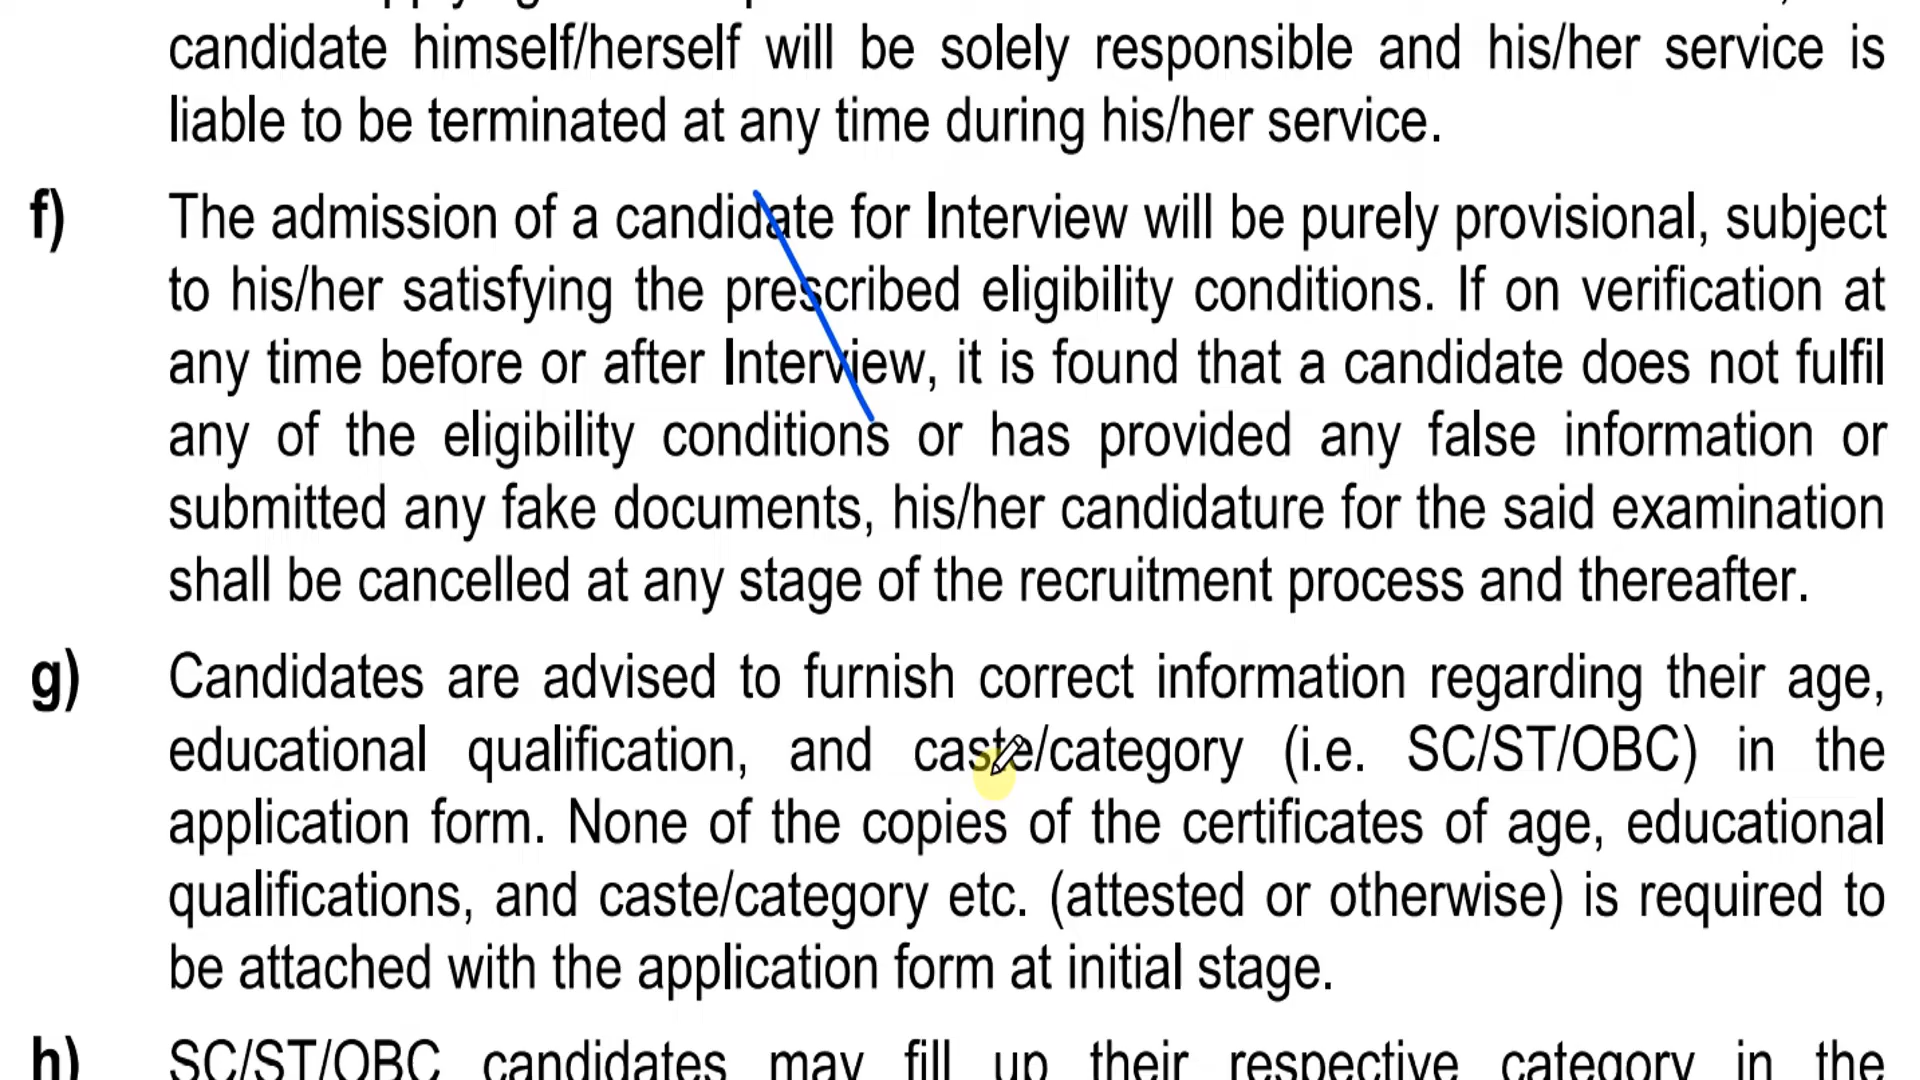 candidate himself/herself will be solely responsible and his/her service is
liable to be terminated at any time during his/her service.
f) The admission of a candidate for Interview will be purely provisional, subject
to his/her satisfying the prescribed eligibility conditions. If on verification at
any time before or after Interview, it is found that a candidate does not fulfil
any of the eligibility conditions or has provided any false information or
submitted any fake documents, his/her candidature for the said examination
shall be cancelled at any stage of the recruitment process and thereafter.
g) Candidates are advised to furnish correct information regarding their age,
educational qualification, and caste/category (i.e. SC/ST/OBC) in the
application form. None of the copies of the certificates of age, educational
qualifications, and caste/category etc. (attested or otherwise) is required to
be attached with the application form at initial stage.
h) SC/ST/OBC candidates may fill up their respective category in the